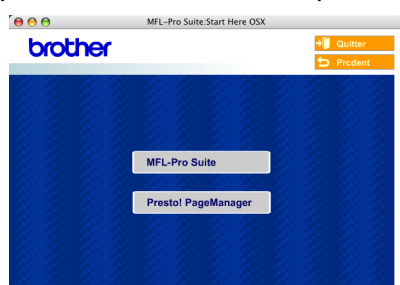 MFL-Pro Suite:Start Here OSX
brother
Quitter
Prcdent
MFL-Pro Suite
Presto! PageManager